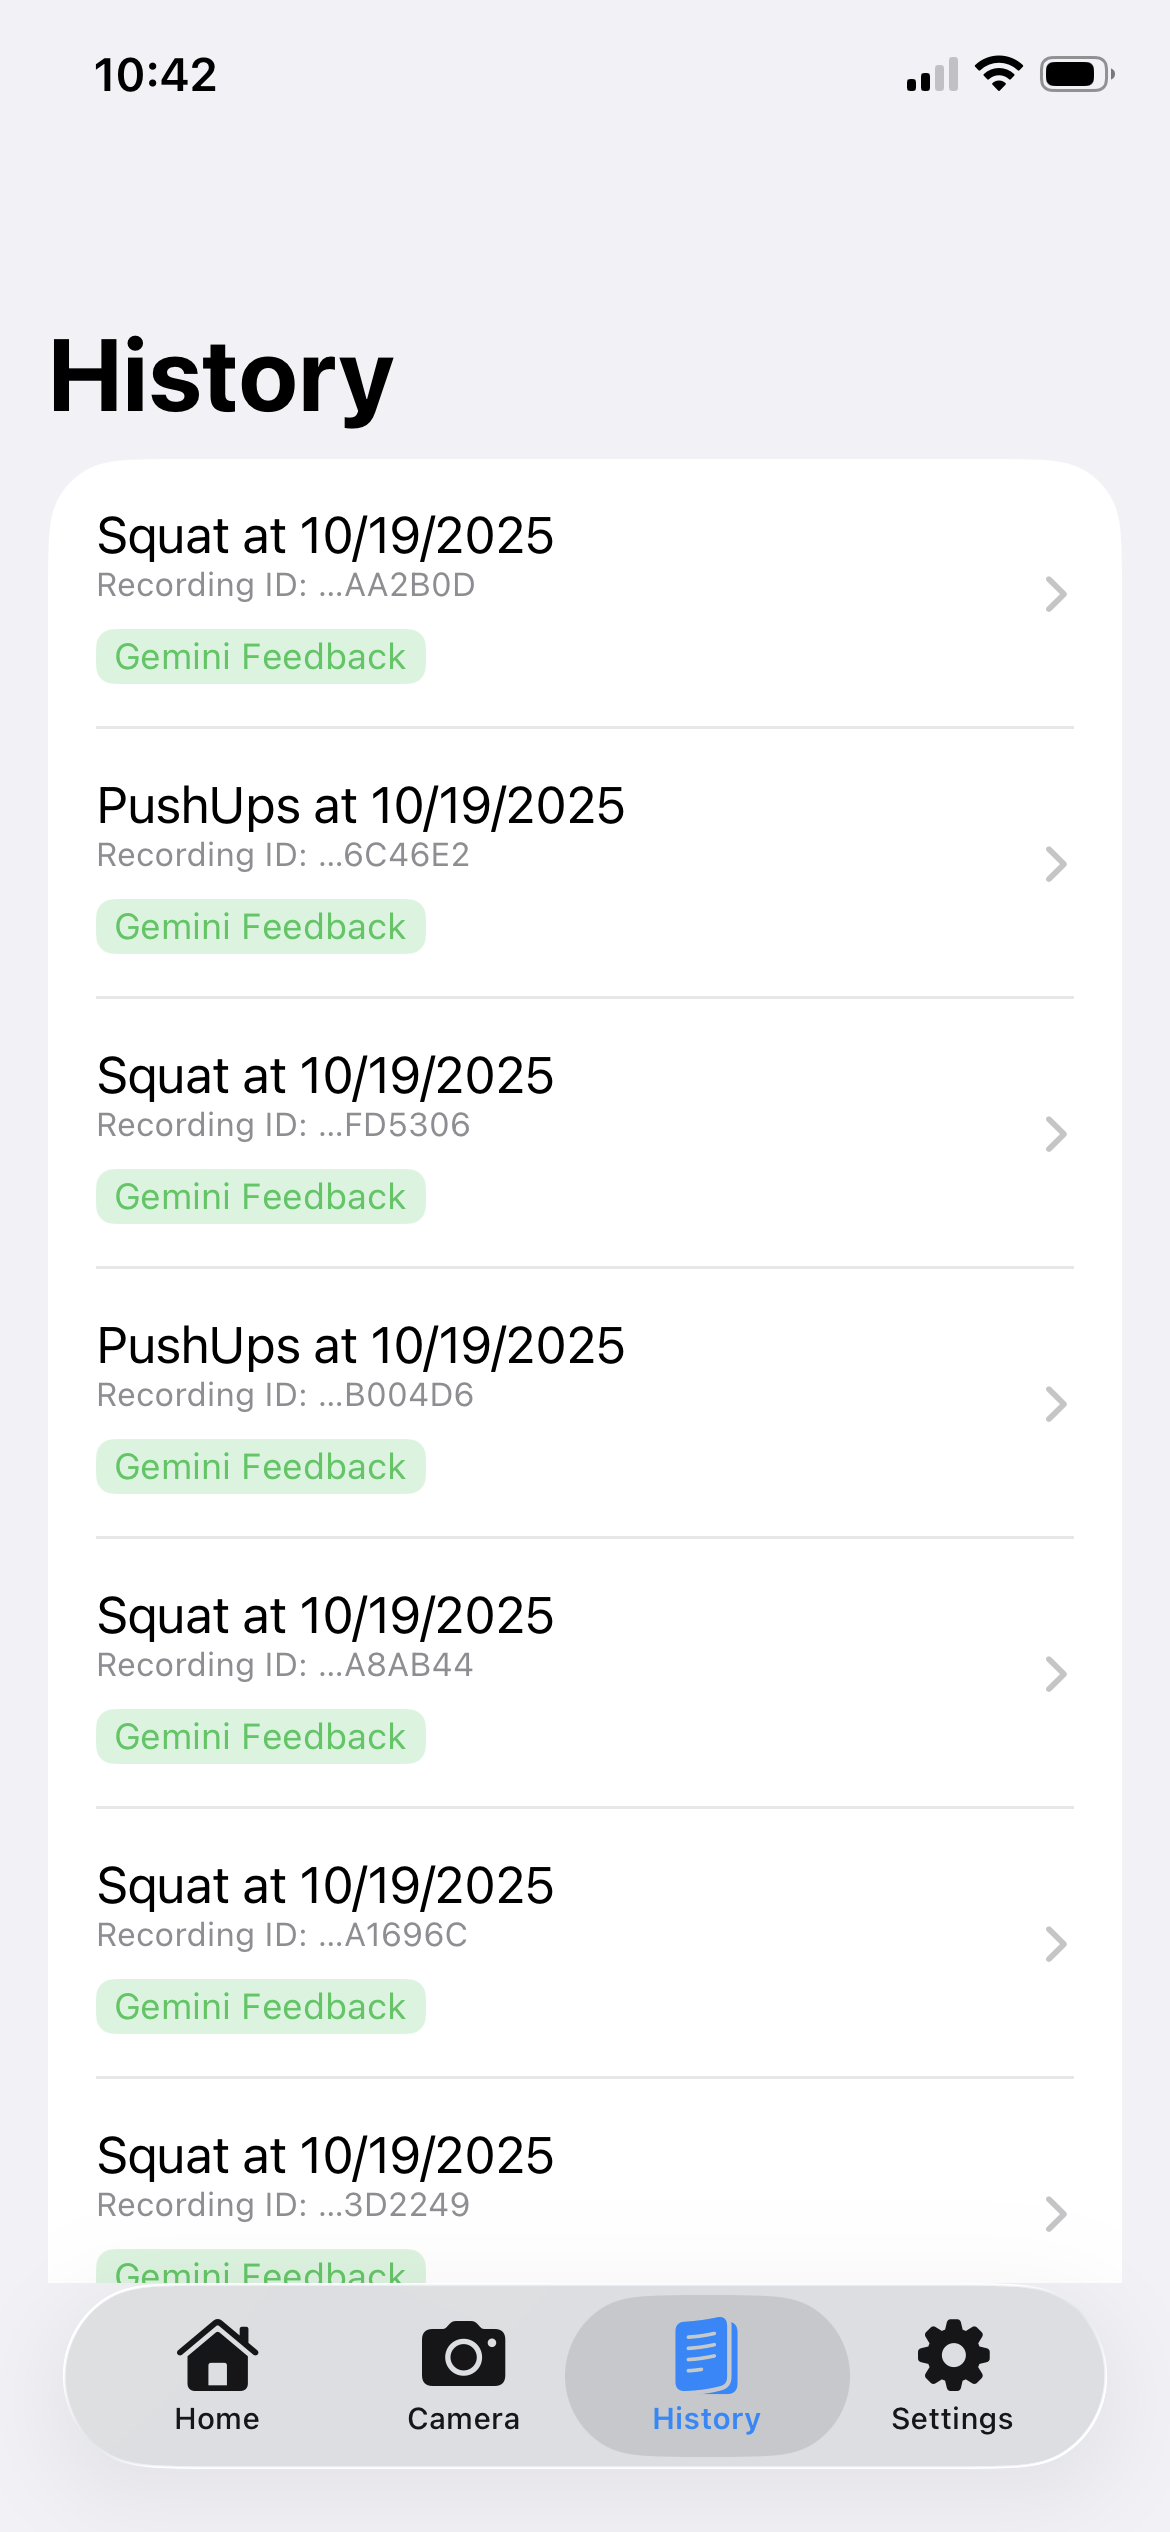 10:42
History
Squat at 10/19/2025
Recording ID: ...AA2B0D
Gemini Feedback
PushUps at 10/19/2025
Recording ID: ...6C46E2
Gemini Feedback
Squat at 10/19/2025
Recording ID: ...FD5306
Gemini Feedback
PushUps at 10/19/2025
Recording ID: ...B004D6
Gemini Feedback
Squat at 10/19/2025
Recording ID: ...A8AB44
Gemini Feedback
Squat at 10/19/2025
Recording ID: ...A1696C
Gemini Feedback
Squat at 10/19/2025
Recording ID: ...3D2249
Gemini Feedback
Home Camera History Settings